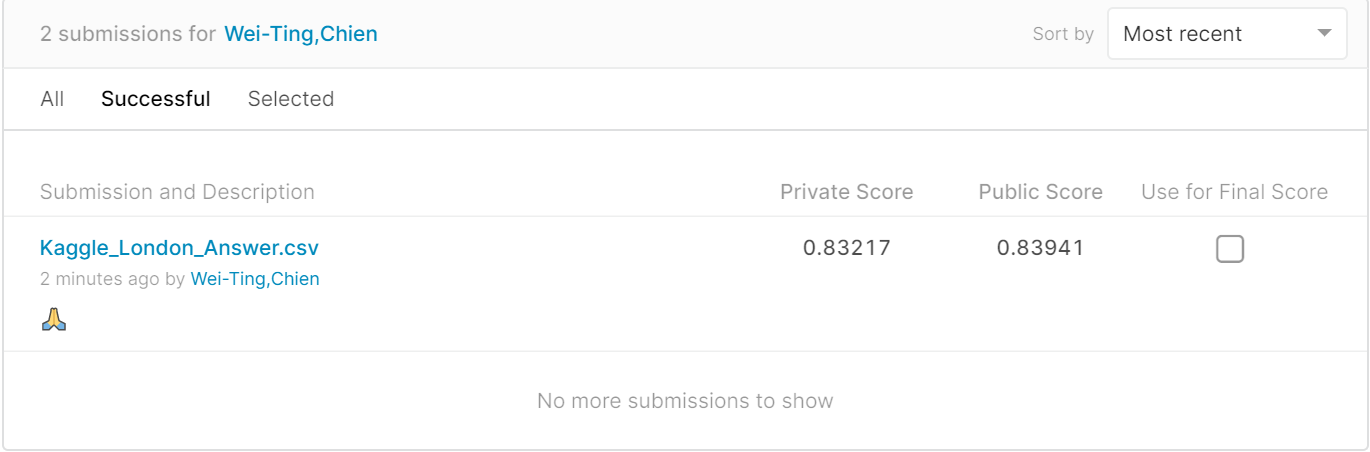 2 submissions for Wei-Ting,Chien Sort by Most recent
All Successful Selected
Submission and Description Private Score Public Score Use for Final Score
Kaggle_London_Answer.csv 0.83217 0.83941
2 minutes ago by Wei-Ting,Chien
🙏
No more submissions to show